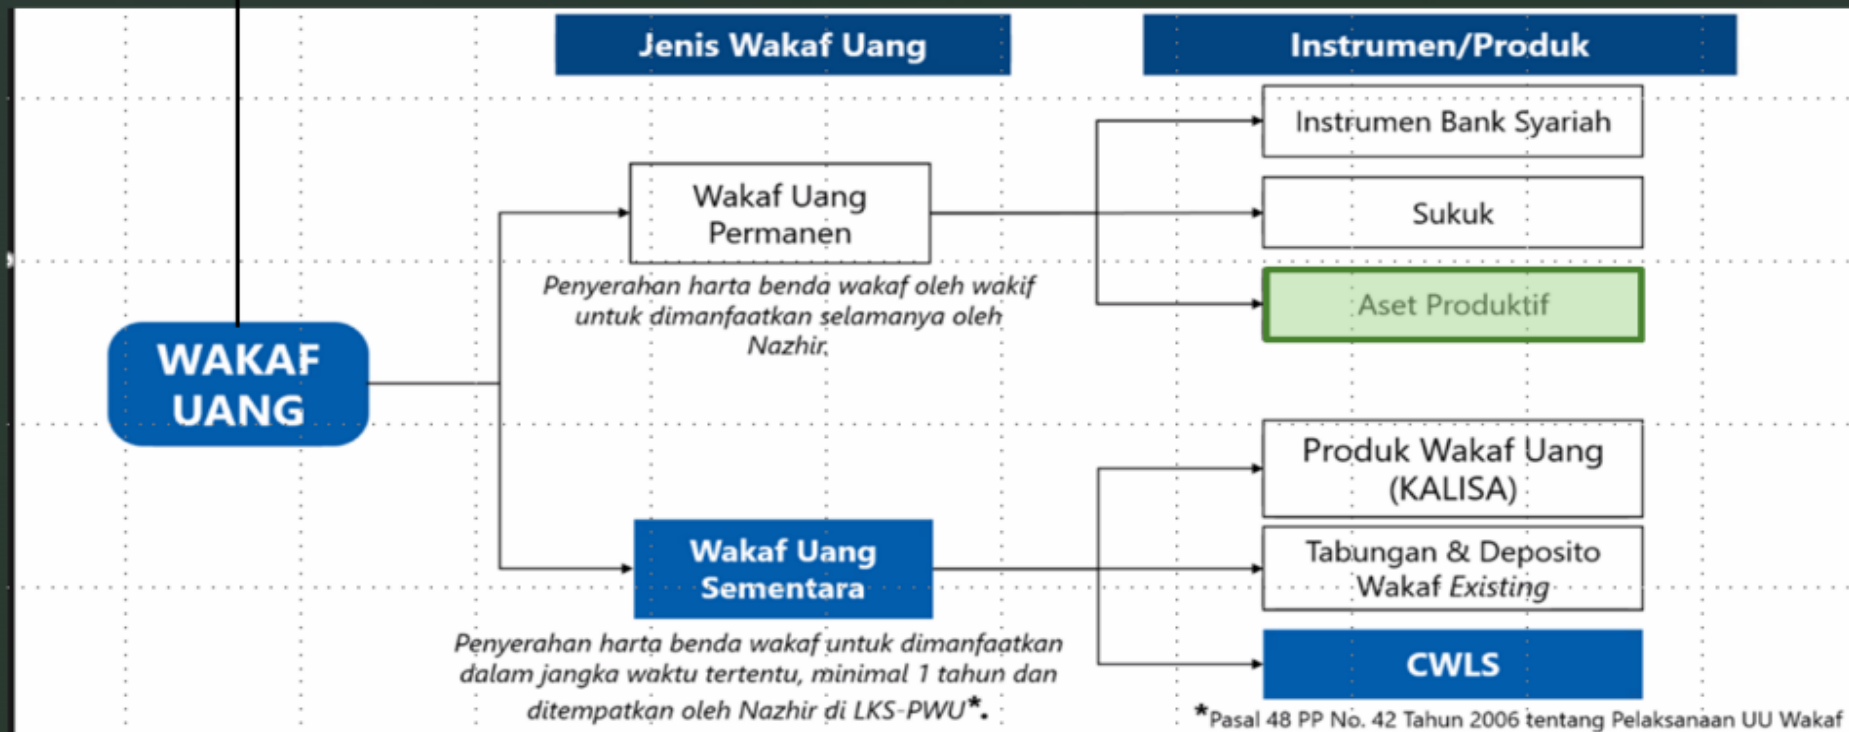 Jenis Wakaf Uang
Instrumen/Produk
WAKAF
UANG
Wakaf Uang
Permanen
Penyerahan harta benda wakaf oleh wakif
untuk dimanfaatkan selamanya oleh
Nazhir.
Instrumen Bank Syariah
Sukuk
Aset Produktif
Wakaf Uang
Sementara
Penyerahan harta benda wakaf untuk dimanfaatkan
dalam jangka waktu tertentu, minimal 1 tahun dan
ditempatkan oleh Nazhir di LKS-PWU*.
Produk Wakaf Uang
(KALISA)
Tabungan & Deposito
Wakaf Existing
CWLS
*Pasal 48 PP No. 42 Tahun 2006 tentang Pelaksanaan UU Wakaf